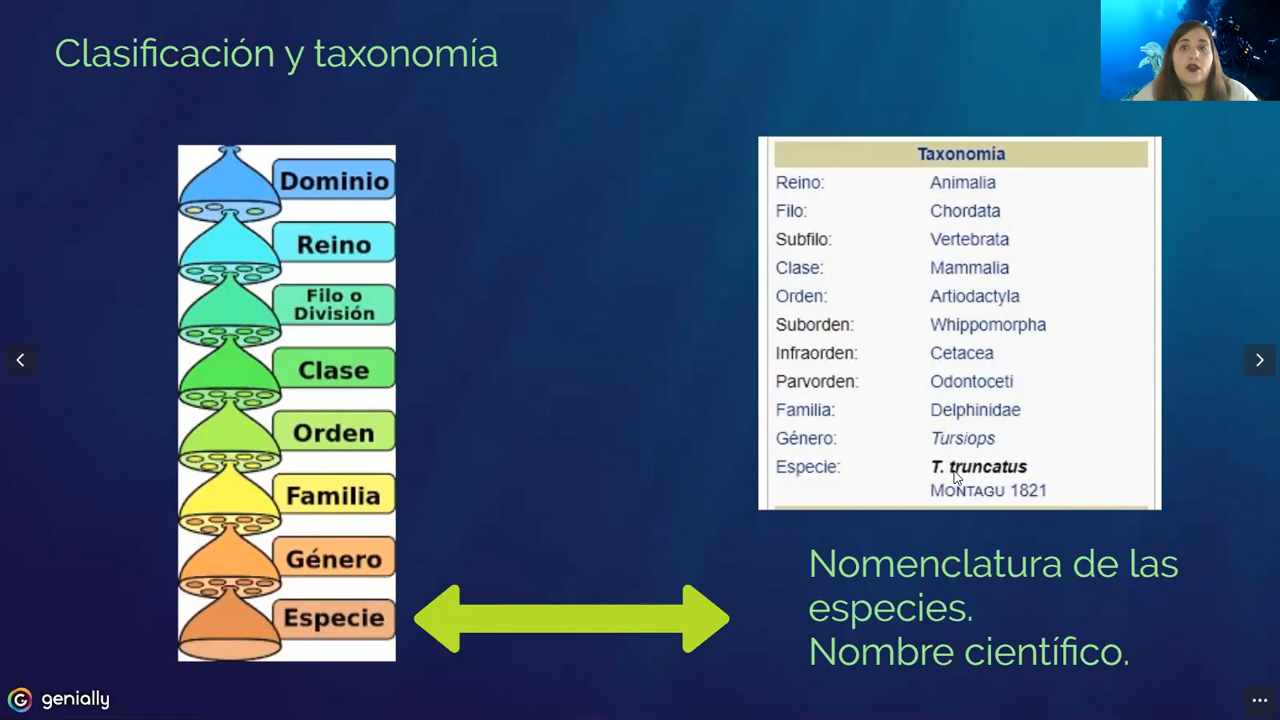 Clasificación y taxonomía
Dominio
Reino
Filo o
División
Clase
Orden
Familia
Género
Especie
Taxonomía
Reino: Animalia
Filo: Chordata
Subfilo: Vertebrata
Clase: Mammalia
Orden: Artiodactyla
Suborden: Whippomorpha
Infraorden: Cetacea
Parvorden: Odontoceti
Familia: Delphinidae
Género: Tursiops
Especie: T. truncatus
MONTAGU 1821
Nomenclatura de las
especies.
Nombre científico.
genially